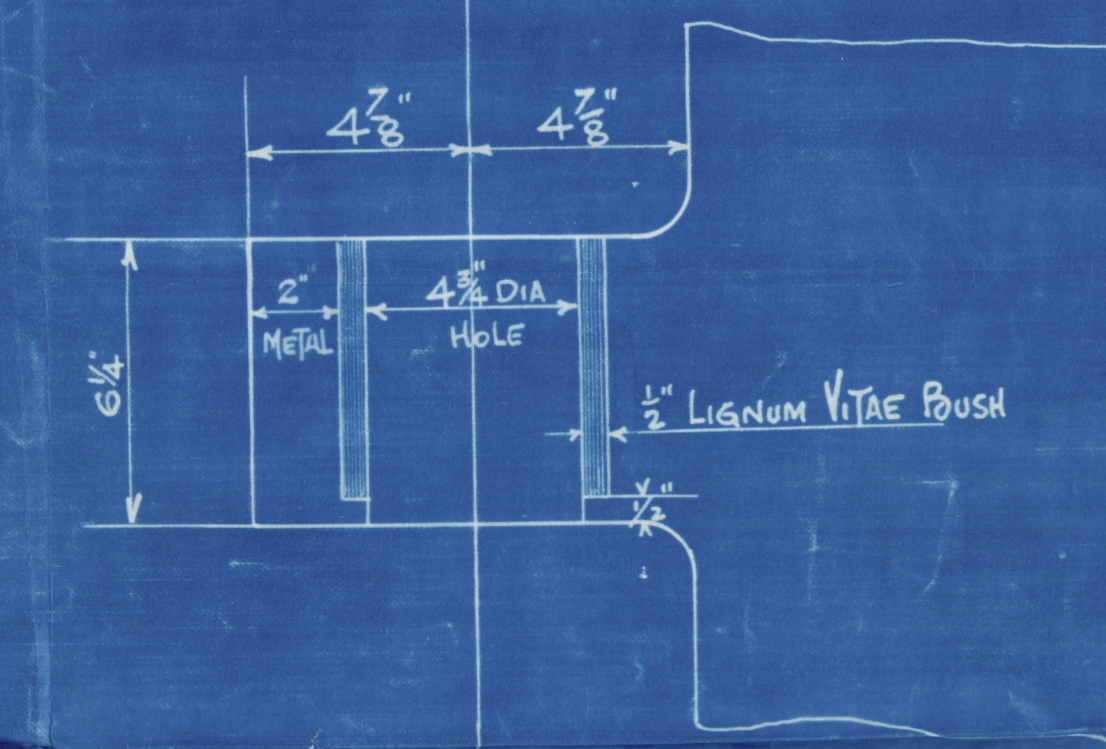 4 7/8"
4 7/8"
2"
METAL
4 3/4" DIA
HOLE
6 1/4"
1/2" LIGNUM VITAE BUSH
1/2"